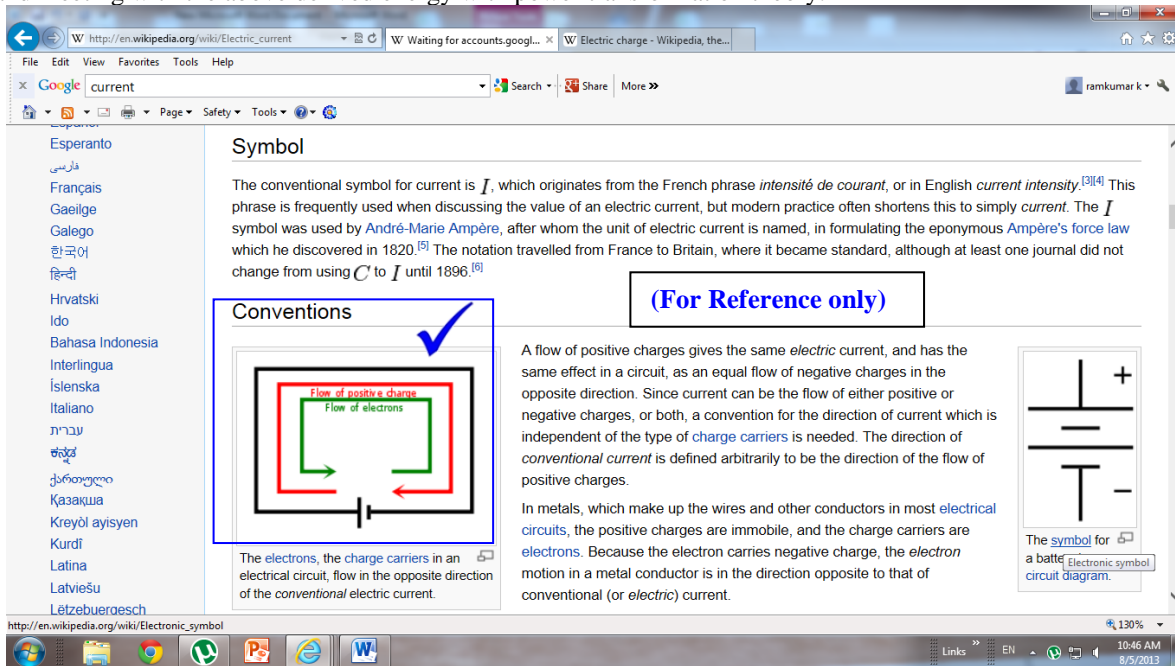 http://en.wikipedia.org/wiki/Electric_current
W Waiting for accounts.googl... ×
W Electric charge - Wikipedia, the...
File Edit View Favorites Tools Help
x Google current
Search Share More »
ramkumar k
Page Safety Tools
Esperanto
فارسی
Français
Gaeilge
Galego
한국어
हिन्दी
Hrvatski
Ido
Bahasa Indonesia
Interlingua
Íslenska
Italiano
עברית
ಕನ್ನಡ
ქართული
Қазақша
Kreyòl ayisyen
Kurdî
Latina
Latviešu
Lëtzebuergesch
Symbol
The conventional symbol for current is I, which originates from the French phrase intensité de courant, or in English current intensity.[3][4] This
phrase is frequently used when discussing the value of an electric current, but modern practice often shortens this to simply current. The I
symbol was used by André-Marie Ampère, after whom the unit of electric current is named, in formulating the eponymous Ampère's force law
which he discovered in 1820.[5] The notation travelled from France to Britain, where it became standard, although at least one journal did not
change from using C to I until 1896.[6]
(For Reference only)
Conventions
Flow of positive charge
Flow of electrons
The electrons, the charge carriers in an
electrical circuit, flow in the opposite direction
of the conventional electric current.
A flow of positive charges gives the same electric current, and has the
same effect in a circuit, as an equal flow of negative charges in the
opposite direction. Since current can be the flow of either positive or
negative charges, or both, a convention for the direction of current which is
independent of the type of charge carriers is needed. The direction of
conventional current is defined arbitrarily to be the direction of the flow of
positive charges.
In metals, which make up the wires and other conductors in most electrical
circuits, the positive charges are immobile, and the charge carriers are
electrons. Because the electron carries negative charge, the electron
motion in a metal conductor is in the direction opposite to that of
conventional (or electric) current.
+
−
The symbol for
a batte
Electronic symbol
circuit diagram.
http://en.wikipedia.org/wiki/Electronic_symbol
130%
Links » EN
10:46 AM
8/5/2013